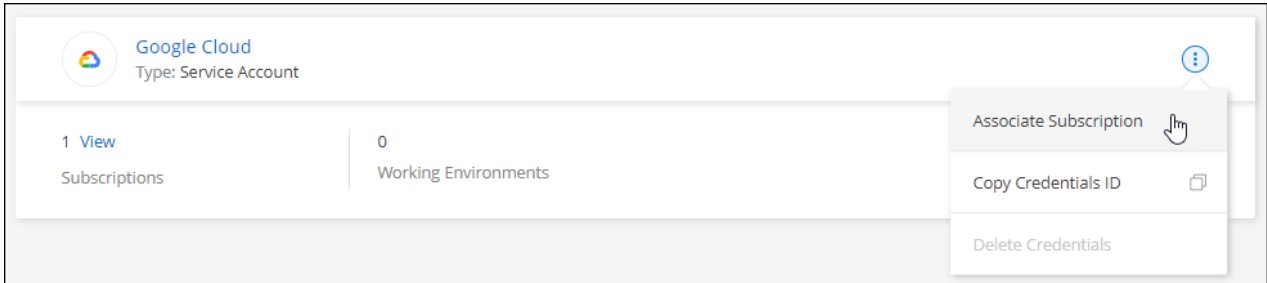 Google Cloud
Type: Service Account
1 View
Subscriptions
0
Working Environments
Associate Subscription
Copy Credentials ID
Delete Credentials